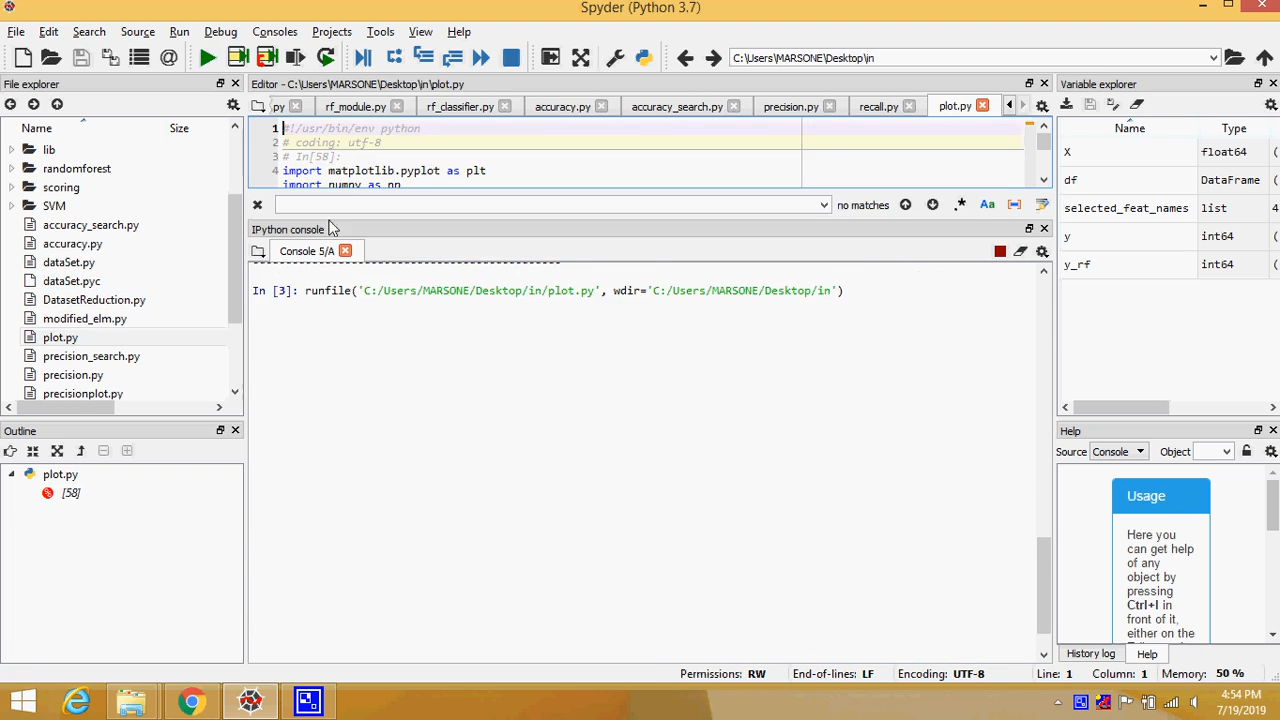 Spyder (Python 3.7)
File Edit Search Source Run Debug Consoles Projects Tools View Help
C:\Users\MARSONE\Desktop\in
File explorer
Name Size
lib
randomforest
scoring
SVM
accuracy_search.py
accuracy.py
dataSet.py
dataSet.pyc
DatasetReduction.py
modified_elm.py
plot.py
precision_search.py
precision.py
precisionplot.py
Outline
plot.py
[58]
Editor - C:\Users\MARSONE\Desktop\in\plot.py
py rf_module.py rf_classifier.py accuracy.py accuracy_search.py precision.py recall.py plot.py
1 #!/usr/bin/env python
2 # coding: utf-8
3 # In[58]:
4 import matplotlib.pyplot as plt
import numpy as np
no matches
Aa
IPython console
Console 5/A
In [3]: runfile('C:/Users/MARSONE/Desktop/in/plot.py', wdir='C:/Users/MARSONE/Desktop/in')
Variable explorer
Name Type
X float64 (
df DataFrame (
selected_feat_names list 4
y int64 (
y_rf int64 (
Help
Source Console Object
Usage
Here you
can get help
of any
object by
pressing
Ctrl+I in
front of it,
either on the
History log Help
Permissions: RW End-of-lines: LF Encoding: UTF-8 Line: 1 Column: 1 Memory: 50 %
4:54 PM
7/19/2019